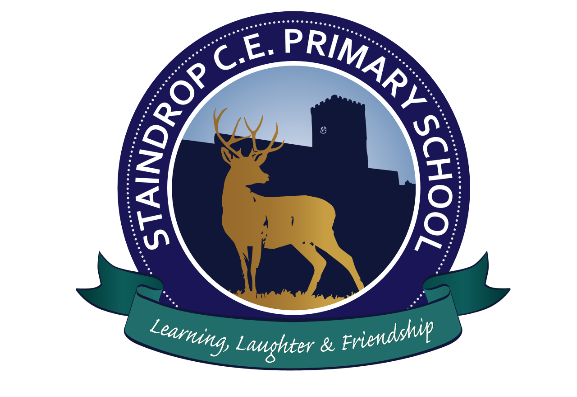 STAINDROP C.E. PRIMARY SCHOOL
Learning, Laughter & Friendship